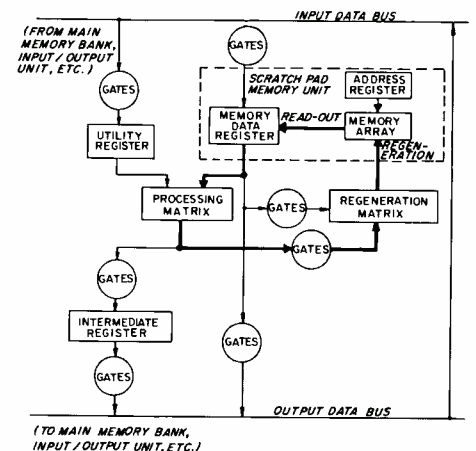 INPUT DATA BUS
(FROM MAIN
MEMORY BANK,
INPUT/OUTPUT
UNIT, ETC.)
GATES
GATES
SCRATCH PAD
MEMORY UNIT
ADDRESS
REGISTER
UTILITY
REGISTER
MEMORY
DATA
REGISTER
READ-OUT
MEMORY
ARRAY
REGEN-
ERATION
PROCESSING
MATRIX
GATES
REGENERATION
MATRIX
GATES
GATES
INTERMEDIATE
REGISTER
GATES
GATES
OUTPUT DATA BUS
(TO MAIN MEMORY BANK,
INPUT/OUTPUT UNIT, ETC.)